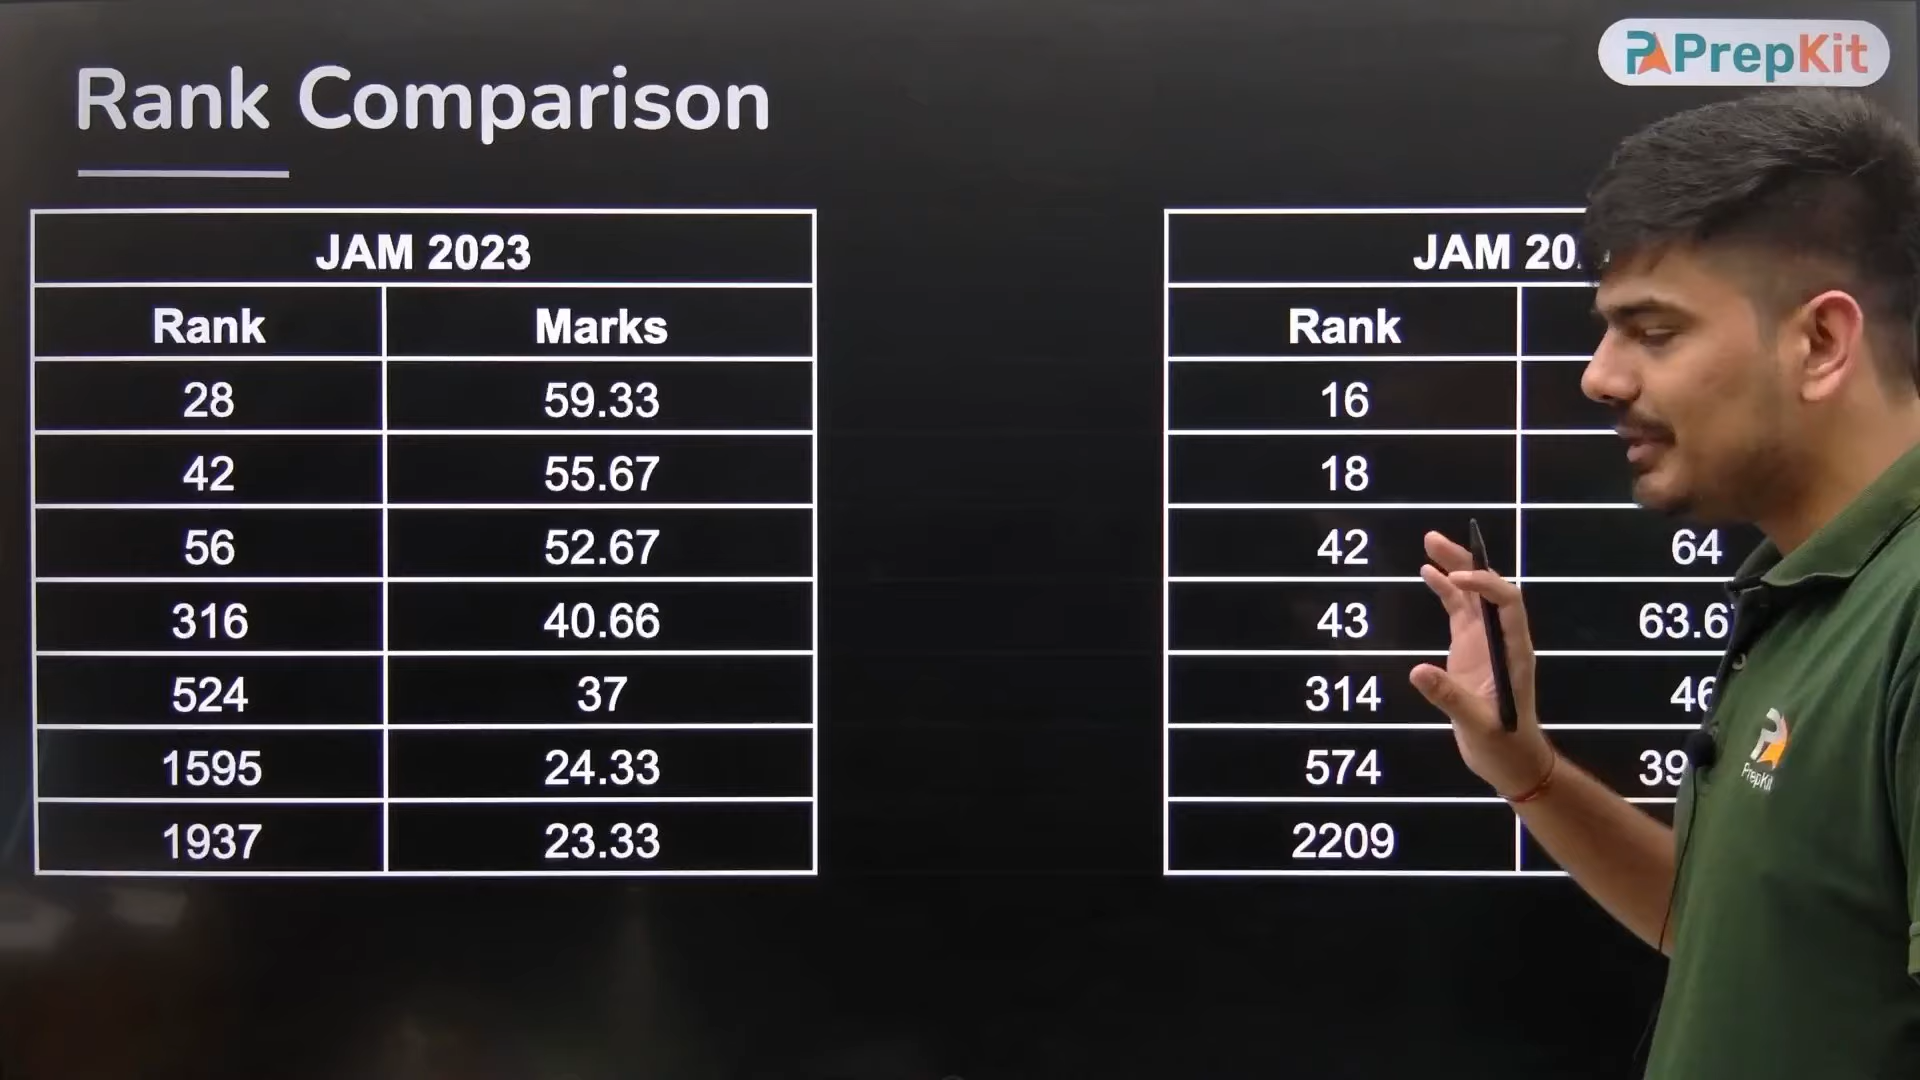 PrepKit
Rank Comparison
JAM 2023
Rank Marks
28 59.33
42 55.67
56 52.67
316 40.66
524 37
1595 24.33
1937 23.33
JAM
Rank
16
18
42 64
43
314
574
2209
PrepKit